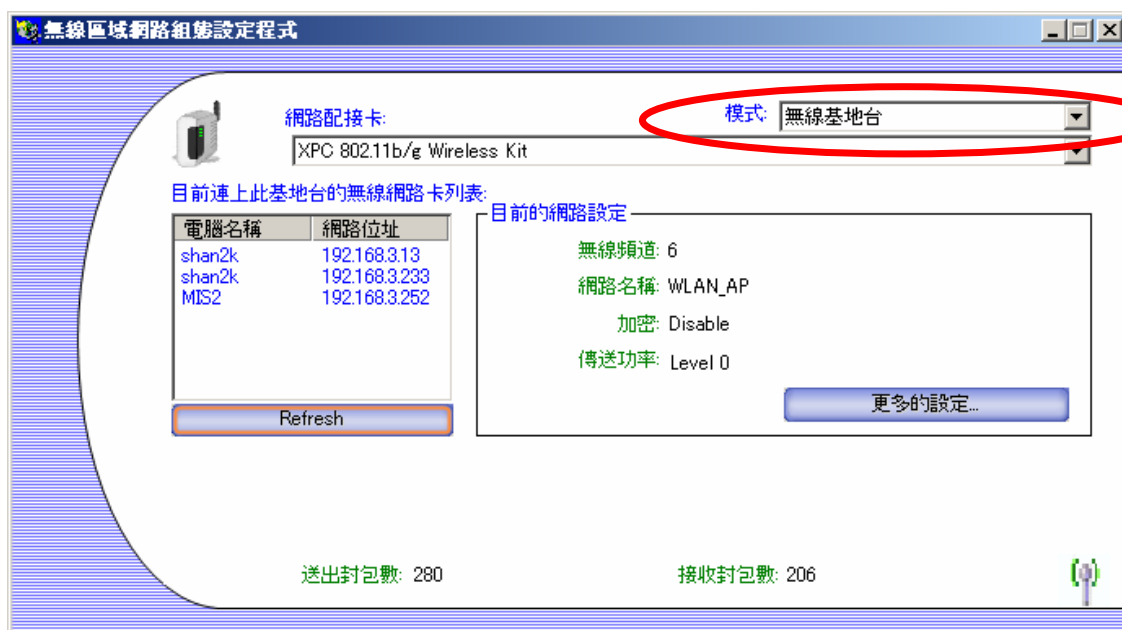 無線區域網路組態設定程式
網路配接卡:
模式: 無線基地台
XPC 802.11b/g Wireless Kit
目前連上此基地台的無線網路卡列表:
電腦名稱 網路位址
shan2k 192.168.3.13
shan2k 192.168.3.233
MIS2 192.168.3.252
Refresh
目前的網路設定
無線頻道: 6
網路名稱: WLAN_AP
加密: Disable
傳送功率: Level 0
更多的設定...
送出封包數: 280
接收封包數: 206